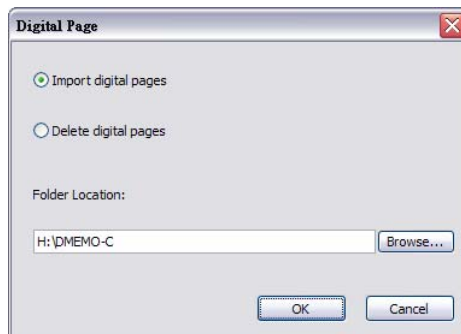 Digital Page
Import digital pages
Delete digital pages
Folder Location:
H:\DMEMO-C
Browse...
OK
Cancel